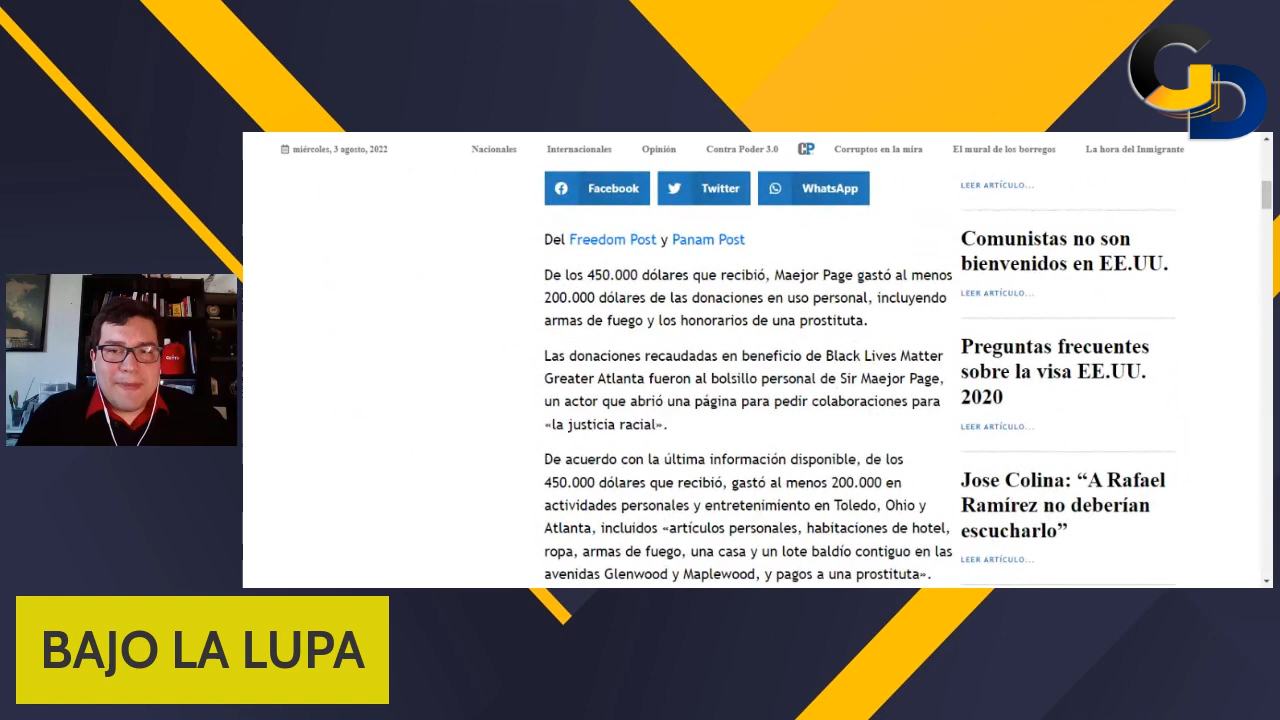 GD
miércoles, 3 agosto, 2022
Nacionales
Internacionales
Opinión
Contra Poder 3.0
CP
Corruptos en la mira
El mural de los borregos
La hora del Inmigrante
Facebook
Twitter
WhatsApp
Del Freedom Post y Panam Post
De los 450.000 dólares que recibió, Maejor Page gastó al menos
200.000 dólares de las donaciones en uso personal, incluyendo
armas de fuego y los honorarios de una prostituta.
Las donaciones recaudadas en beneficio de Black Lives Matter
Greater Atlanta fueron al bolsillo personal de Sir Maejor Page,
un actor que abrió una página para pedir colaboraciones para
«la justicia racial».
De acuerdo con la última información disponible, de los
450.000 dólares que recibió, gastó al menos 200.000 en
actividades personales y entretenimiento en Toledo, Ohio y
Atlanta, incluidos «artículos personales, habitaciones de hotel,
ropa, armas de fuego, una casa y un lote baldío contiguo en las
avenidas Glenwood y Maplewood, y pagos a una prostituta».
LEER ARTÍCULO...
Comunistas no son
bienvenidos en EE.UU.
LEER ARTÍCULO...
Preguntas frecuentes
sobre la visa EE.UU.
2020
LEER ARTÍCULO...
Jose Colina: “A Rafael
Ramírez no deberían
escucharlo”
LEER ARTÍCULO...
BAJO LA LUPA